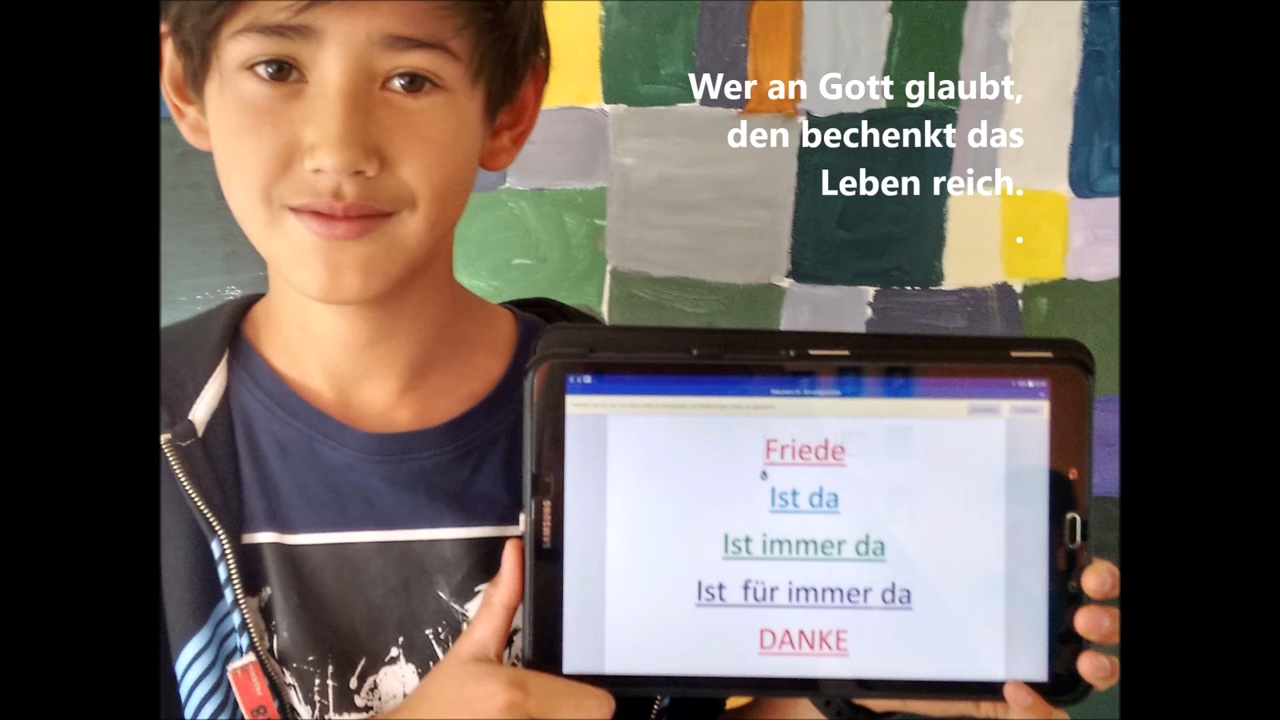 Wer an Gott glaubt,
den bechenkt das
Leben reich.
.
SAMSUNG
Friede
Ist da
Ist immer da
Ist für immer da
DANKE